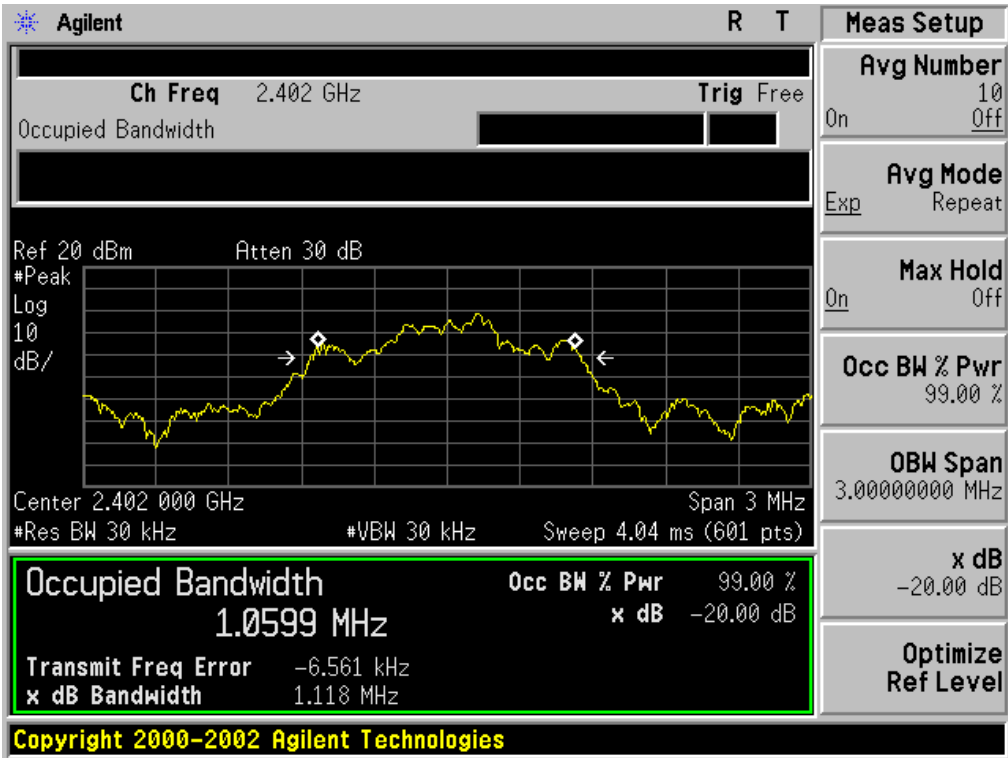 Agilent R T
Ch Freq 2.402 GHz Trig Free
Occupied Bandwidth
Ref 20 dBm Atten 30 dB
#Peak
Log
10
dB/
Center 2.402 000 GHz Span 3 MHz
#Res BW 30 kHz #VBW 30 kHz Sweep 4.04 ms (601 pts)
Occupied Bandwidth Occ BW % Pwr 99.00 %
1.0599 MHz x dB -20.00 dB
Transmit Freq Error -6.561 kHz
x dB Bandwidth 1.118 MHz
Copyright 2000-2002 Agilent Technologies
Meas Setup
Avg Number
10
On Off
Avg Mode
Exp Repeat
Max Hold
On Off
Occ BW % Pwr
99.00 %
OBW Span
3.00000000 MHz
x dB
-20.00 dB
Optimize
Ref Level